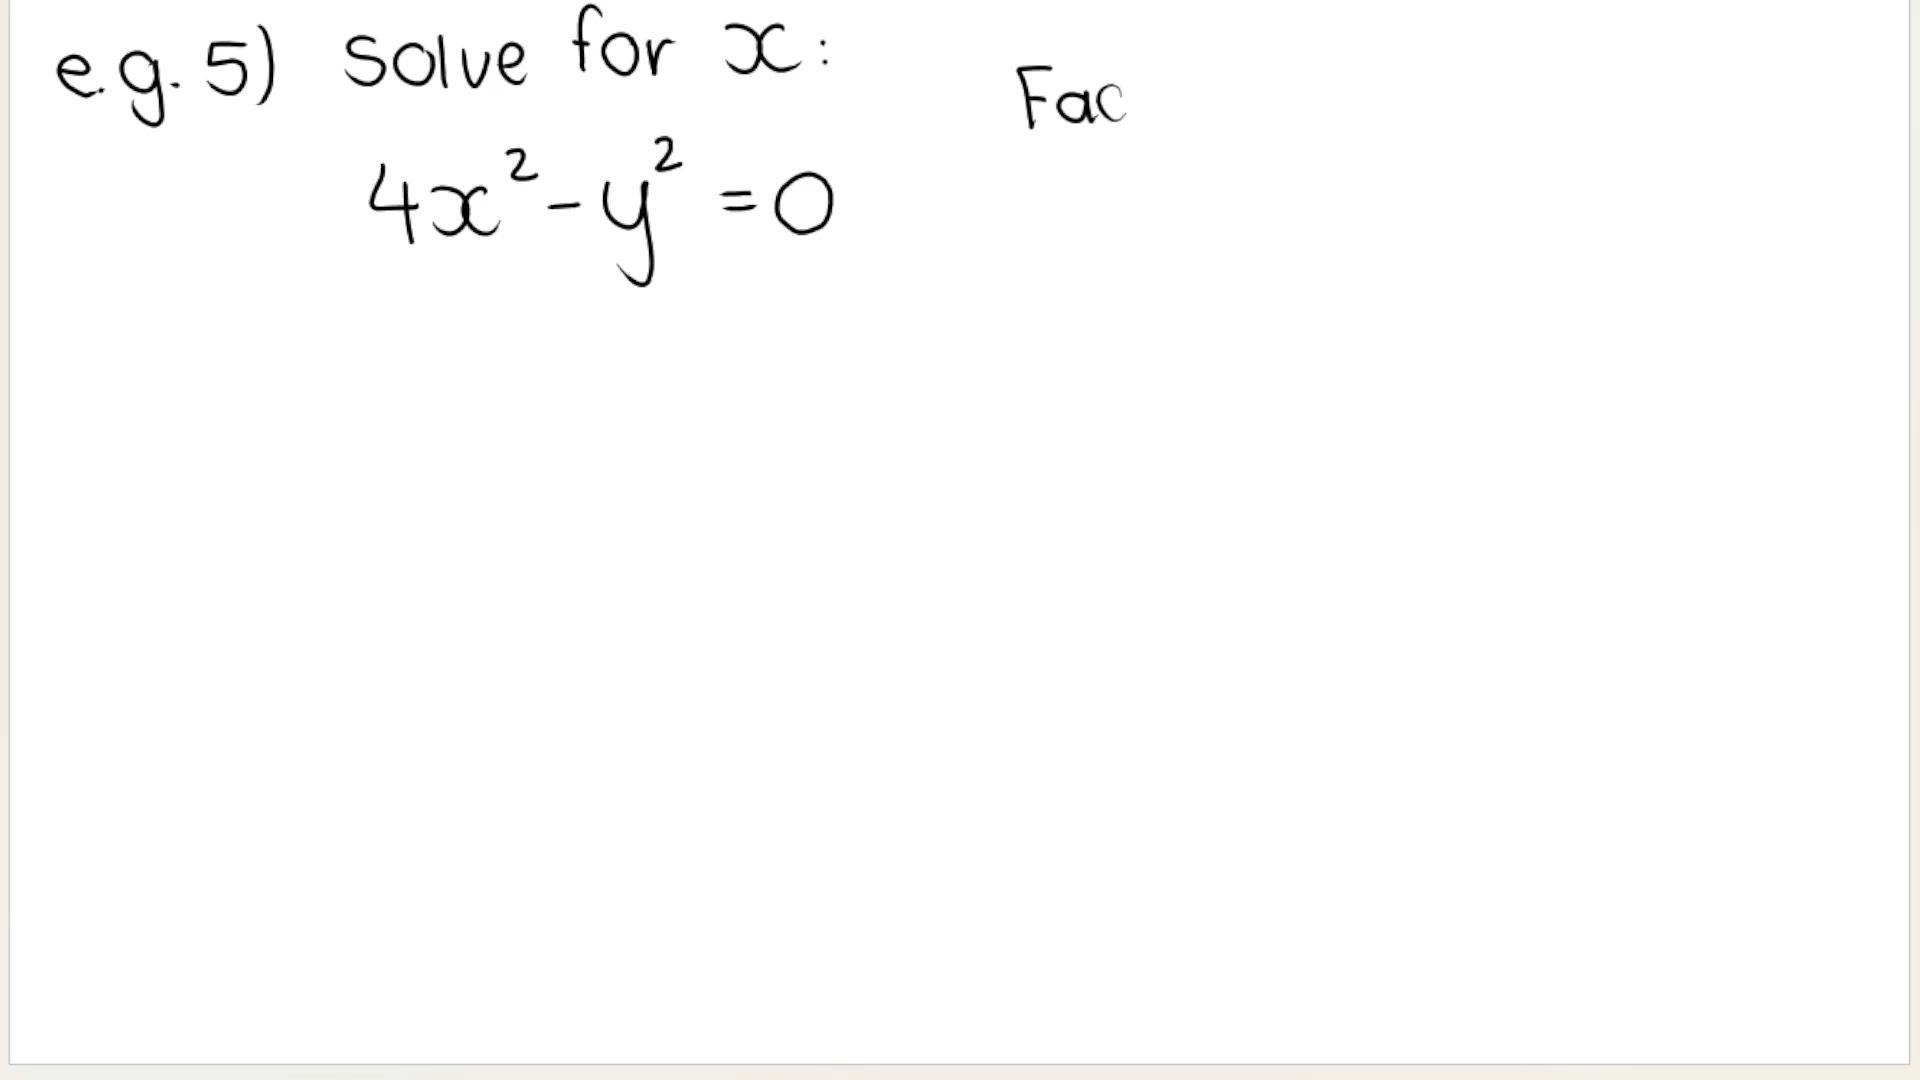 e.g. 5) Solve for x:
Fac
4x² - y² = 0